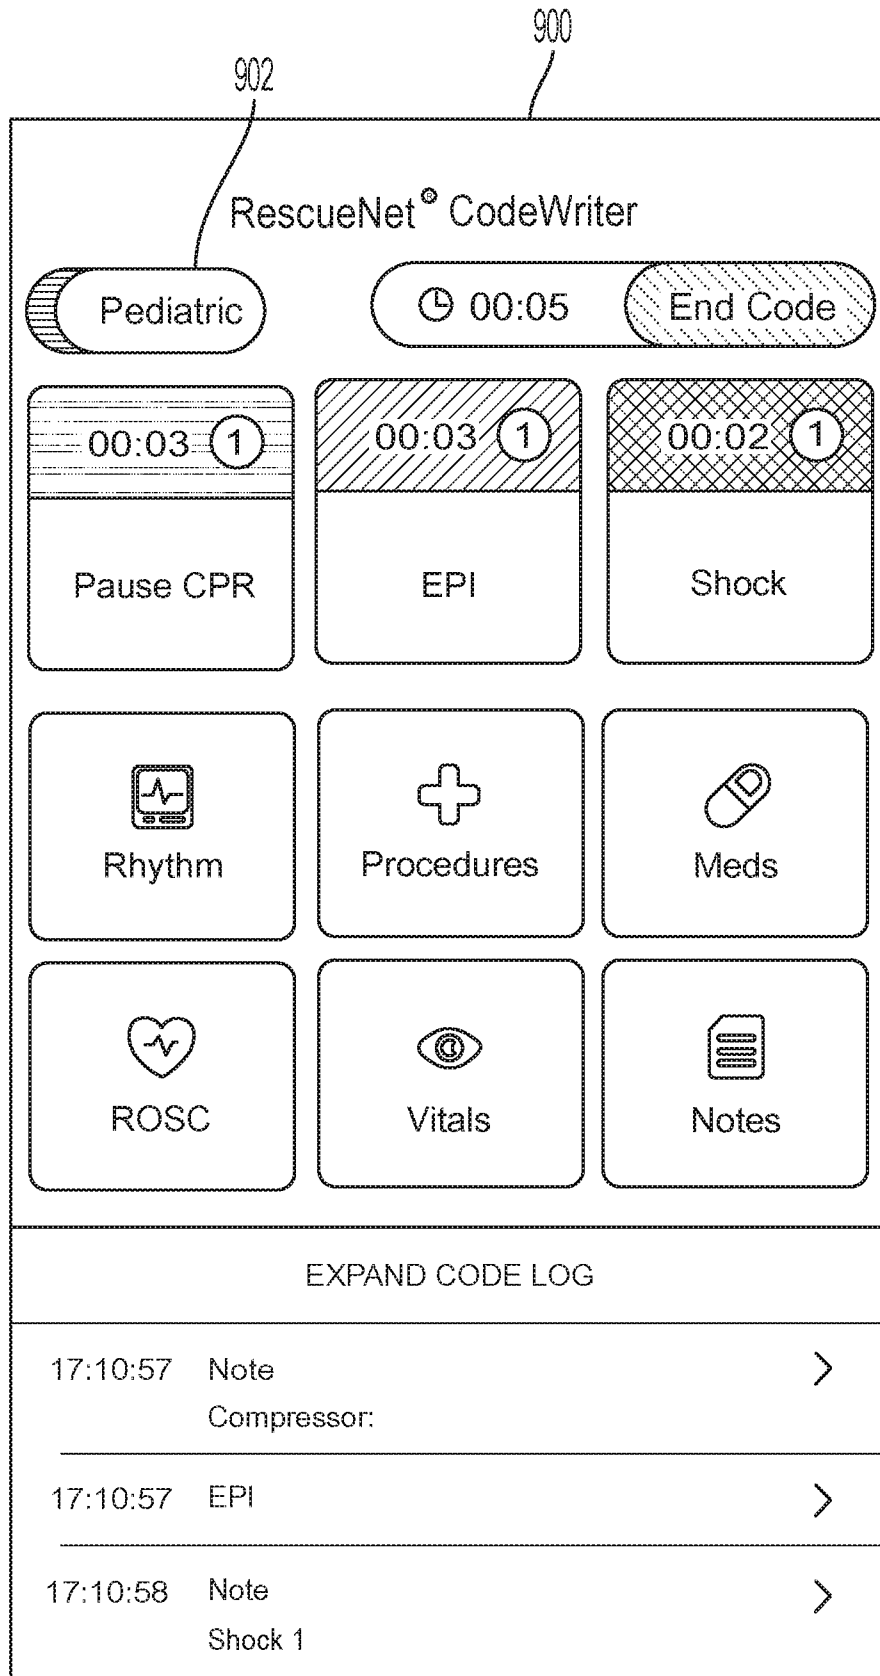 900
902
RescueNet® CodeWriter
Pediatric 00:05 End Code
00:03 1 00:03 1 00:02 1
Pause CPR EPI Shock
Rhythm Procedures Meds
ROSC Vitals Notes
EXPAND CODE LOG
17:10:57 Note
Compressor:
17:10:57 EPI
17:10:58 Note
Shock 1